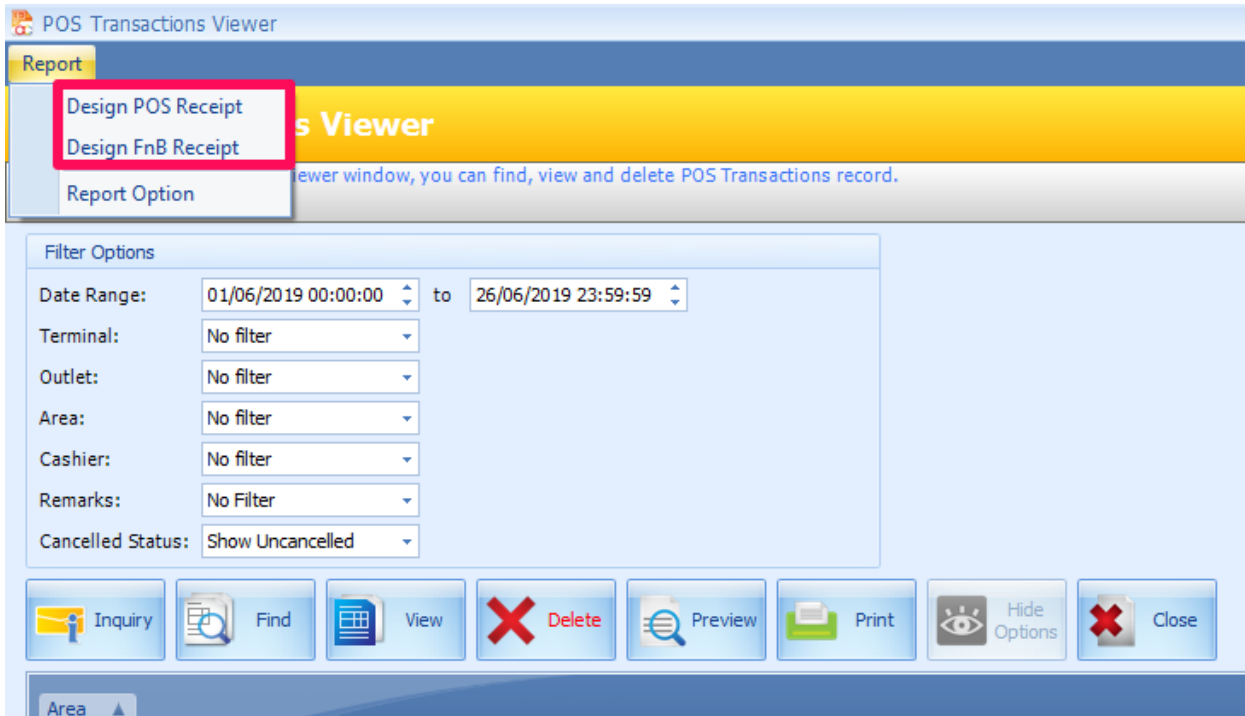 POS Transactions Viewer
Report
Design POS Receipt
Design FnB Receipt
Report Option
s Viewer
iewer window, you can find, view and delete POS Transactions record.
Filter Options
Date Range: 01/06/2019 00:00:00 to 26/06/2019 23:59:59
Terminal: No filter
Outlet: No filter
Area: No filter
Cashier: No filter
Remarks: No Filter
Cancelled Status: Show Uncancelled
Inquiry Find View Delete Preview Print Hide Options Close
Area